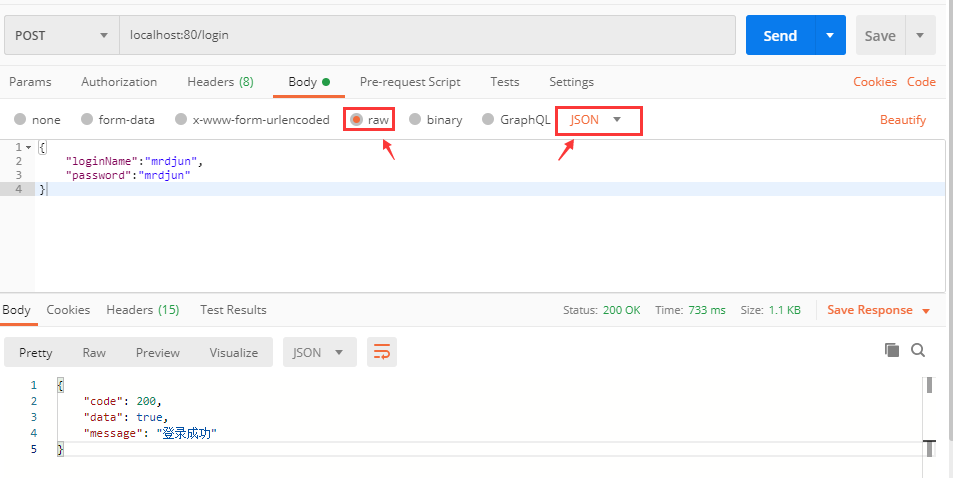 POST localhost:80/login Send Save
Params Authorization Headers (8) Body Pre-request Script Tests Settings Cookies Code
none form-data x-www-form-urlencoded raw binary GraphQL JSON Beautify
1 {
2 "loginName":"mrdjun",
3 "password":"mrdjun"
4 }
Body Cookies Headers (15) Test Results Status: 200 OK Time: 733 ms Size: 1.1 KB Save Response
Pretty Raw Preview Visualize JSON
1 {
2 "code": 200,
3 "data": true,
4 "message": "登录成功"
5 }